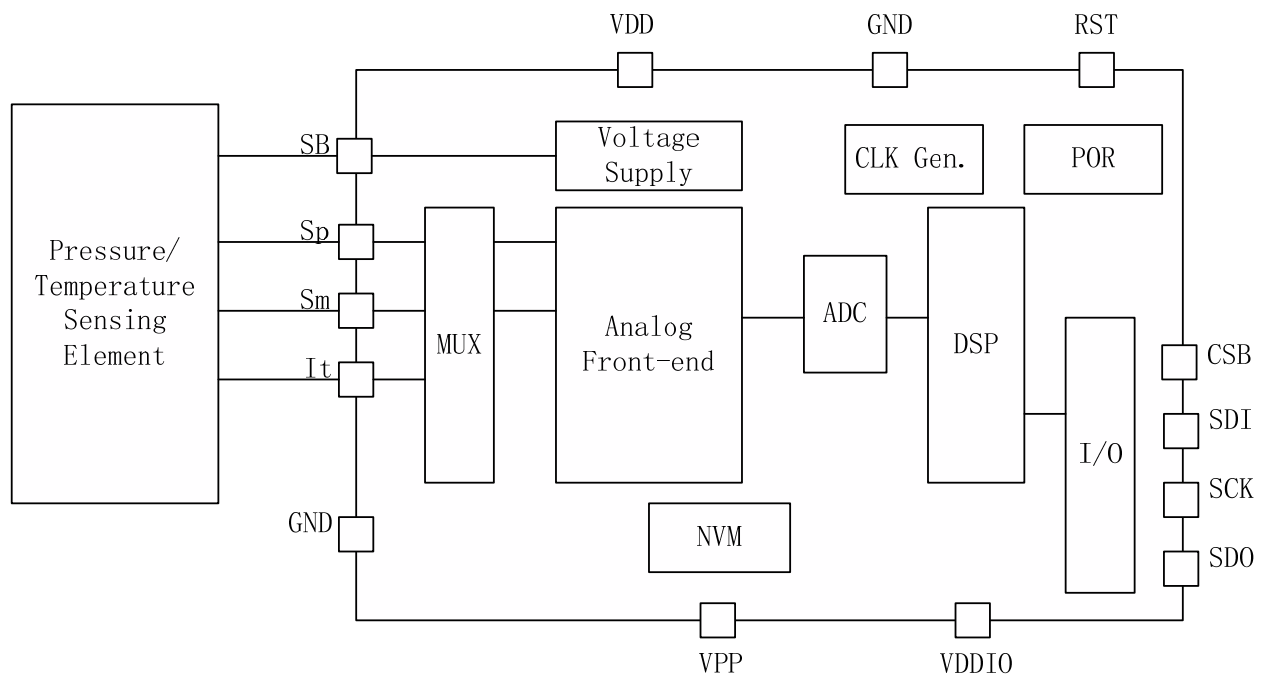 VDD
GND
RST
SB
Voltage
Supply
CLK Gen.
POR
Pressure/
Temperature
Sensing
Element
Sp
Sm
It
MUX
Analog
Front-end
ADC
DSP
I/O
CSB
SDI
SCK
SDO
GND
NVM
VPP
VDDIO